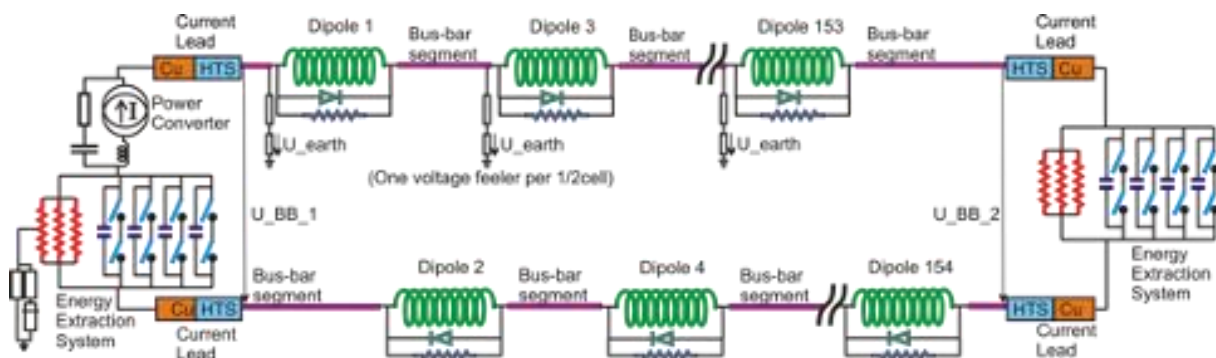 Current
Lead
Dipole 1
Bus-bar
segment
Dipole 3
Bus-bar
segment
Dipole 153
Bus-bar
segment
Current
Lead
Cu HTS
HTS Cu
I
Power
Converter
U_earth
U_earth
U_earth
(One voltage feeler per 1/2cell)
U_BB_1
U_BB_2
Energy
Extraction
System
Energy
Extraction
System
Bus-bar
segment
Dipole 2
Bus-bar
segment
Dipole 4
Bus-bar
segment
Dipole 154
Cu HTS
HTS Cu
Current
Lead
Current
Lead